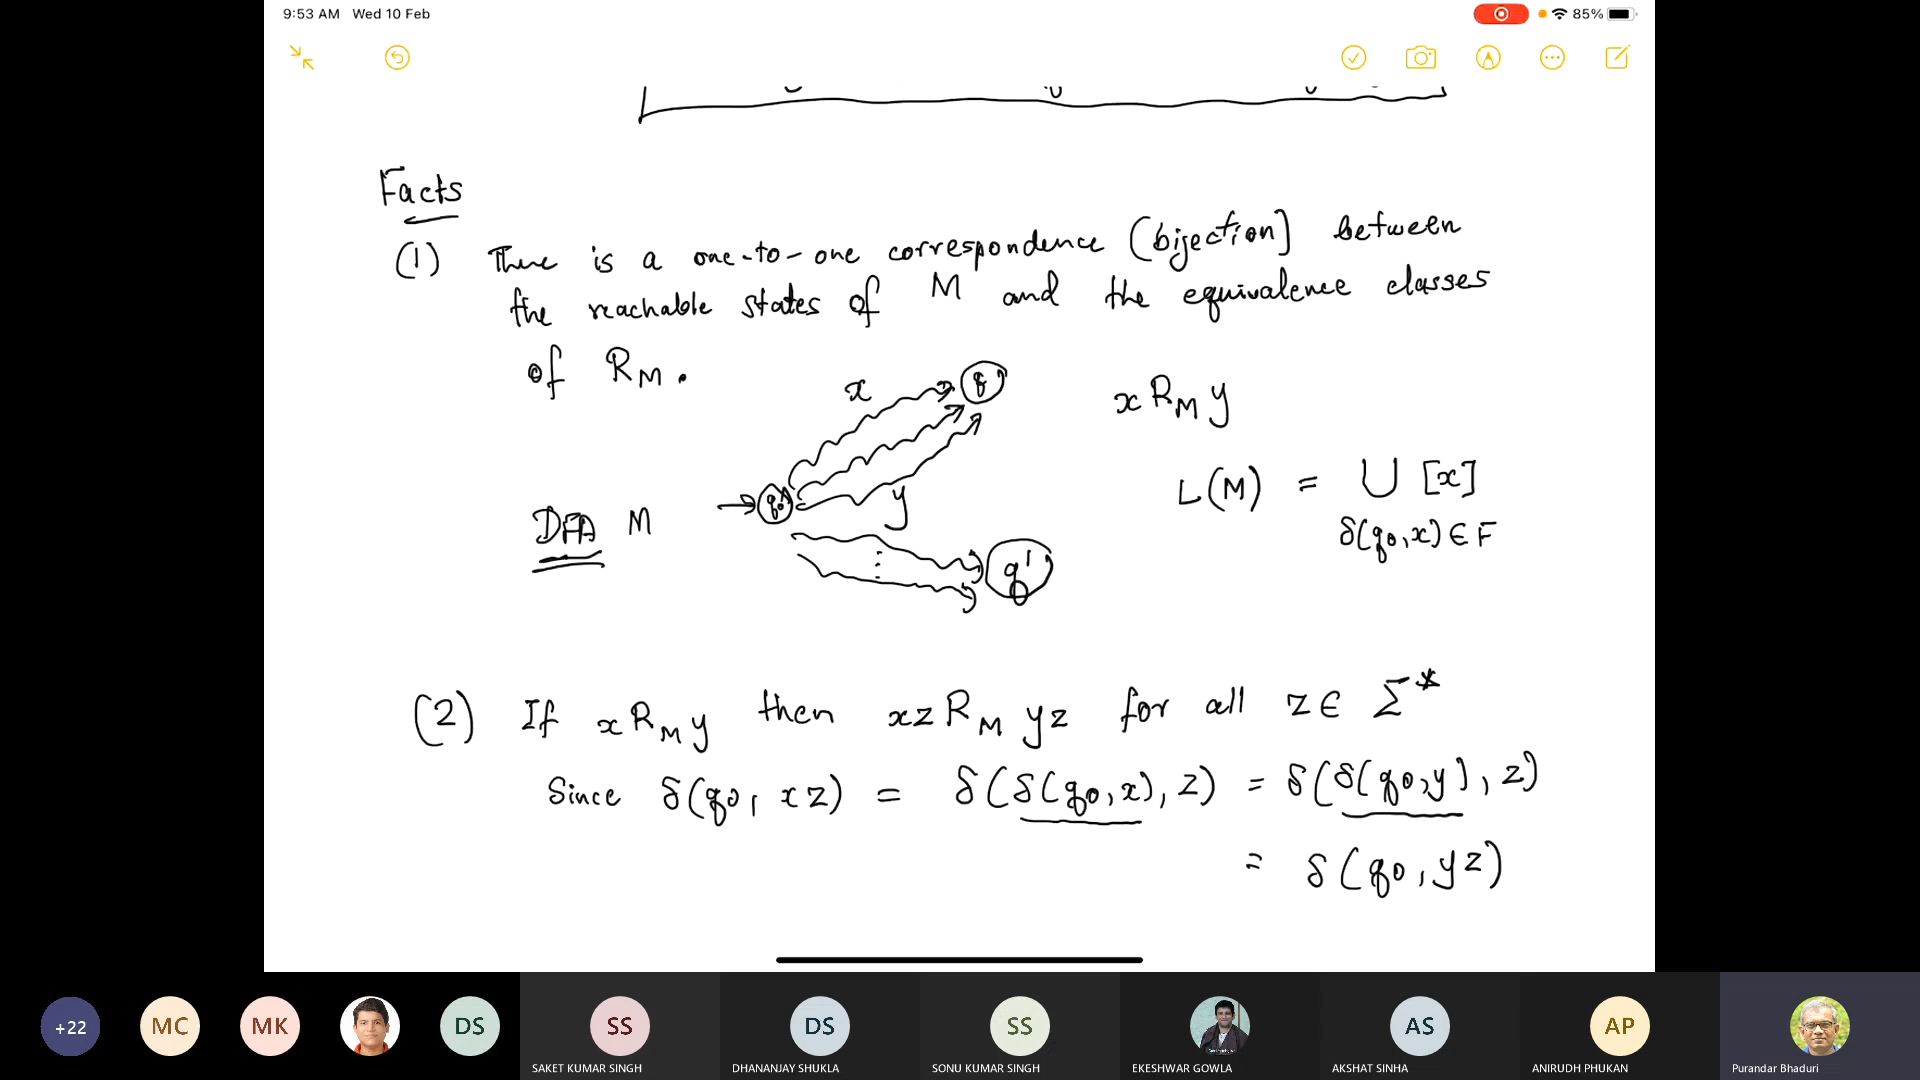 9:53 AM Wed 10 Feb
85%
Facts
(1) There is a one-to-one correspondence (bijection] between
the reachable states of M and the equivalence classes
of R_M.
x
q
x R_M y
q0
y
L(M) = ∪ [x]
δ(q0,x) ∈ F
DFA M
q'
(2) If x R_M y then xz R_M yz for all z ∈ Σ*
Since δ(q0, xz) = δ(δ(q0,x), z) = δ(δ(q0,y), z)
= δ(q0, yz)
+22
MC
MK
DS
SS
DS
SS
AS
AP
SAKET KUMAR SINGH
DHANANJAY SHUKLA
SONU KUMAR SINGH
EKESHWAR GOWLA
AKSHAT SINHA
ANIRUDH PHUKAN
Purandar Bhaduri